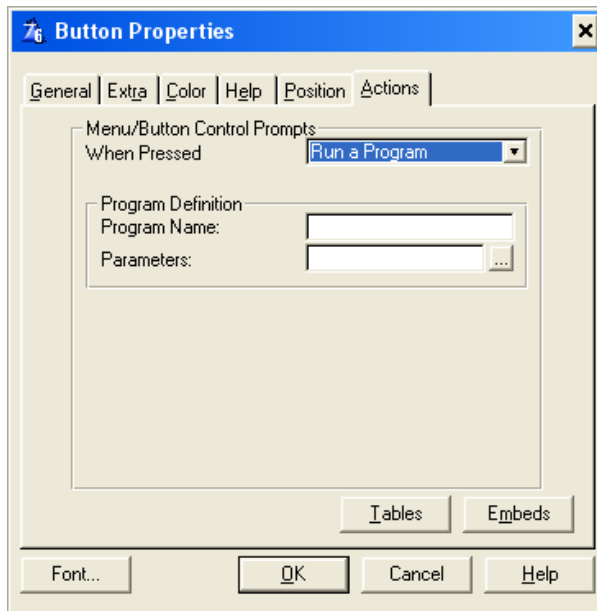 Button Properties
General Extra Color Help Position Actions
Menu/Button Control Prompts
When Pressed Run a Program
Program Definition
Program Name:
Parameters: ...
Tables Embeds
Font... OK Cancel Help